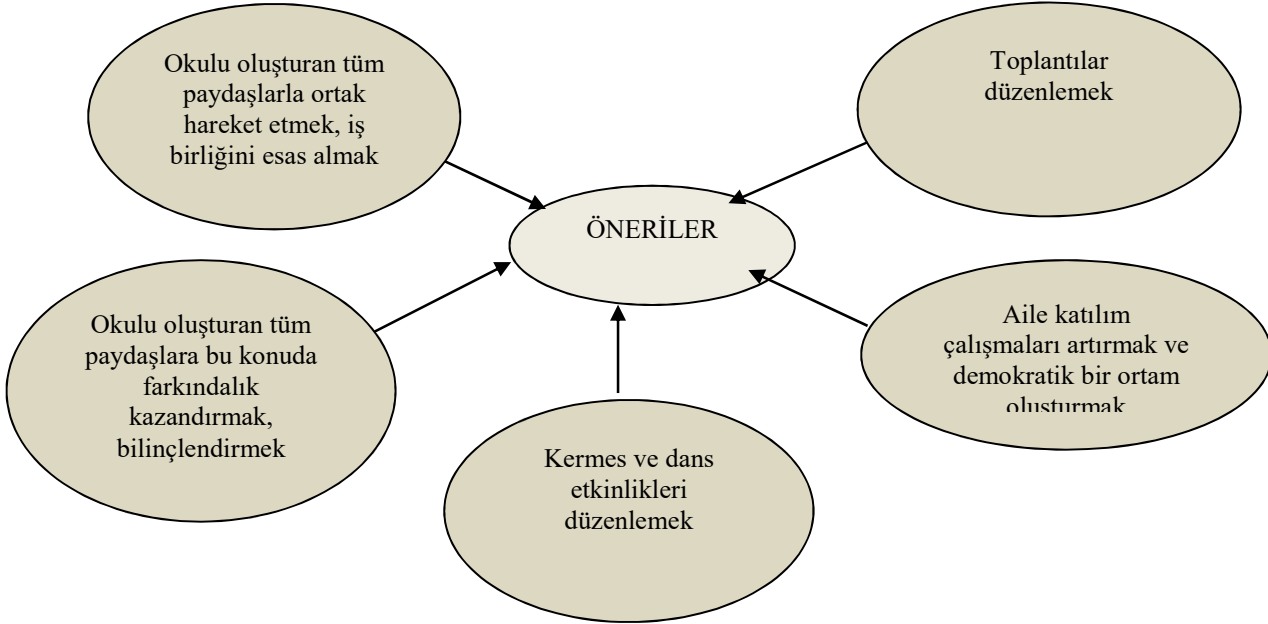 Okulu oluşturan tüm
paydaşlarla ortak
hareket etmek, iş
birliğini esas almak
Toplantılar
düzenlemek
ÖNERİLER
Okulu oluşturan tüm
paydaşlara bu konuda
farkındalık
kazandırmak,
bilinçlendirmek
Aile katılım
çalışmaları artırmak ve
demokratik bir ortam
oluşturmak
Kermes ve dans
etkinlikleri
düzenlemek